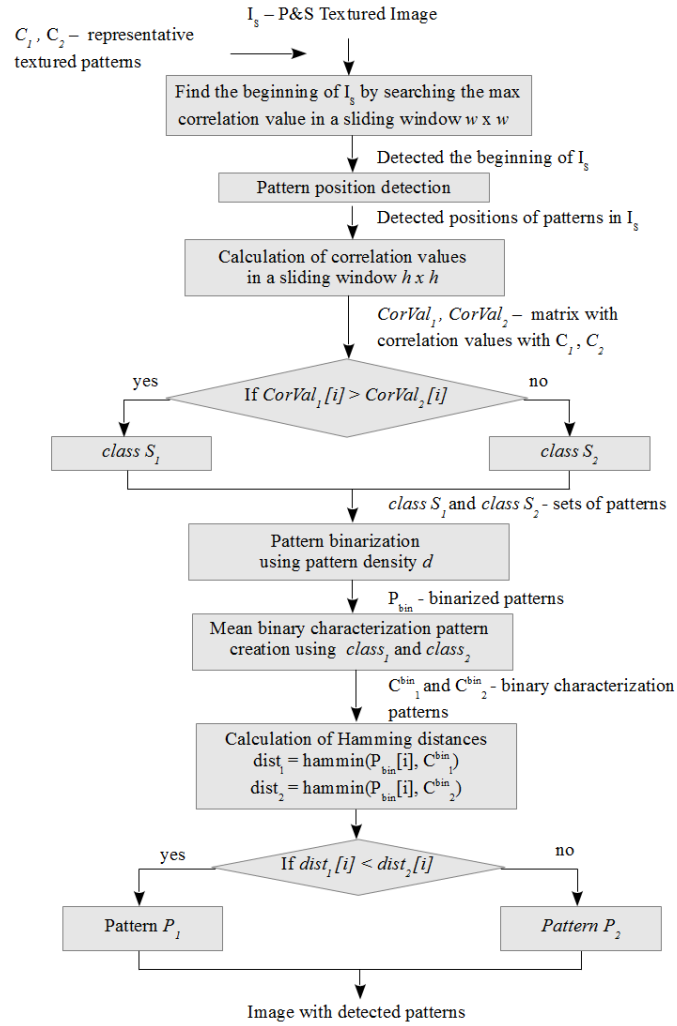 I_s – P&S Textured Image
C_1 , C_2 – representative
textured patterns
Find the beginning of I_s by searching the max
correlation value in a sliding window w x w
Detected the beginning of I_s
Pattern position detection
Detected positions of patterns in I_s
Calculation of correlation values
in a sliding window h x h
CorVal_1, CorVal_2 – matrix with
correlation values with C_1, C_2
If CorVal_1[i] > CorVal_2[i]
yes
no
class S_1
class S_2
class S_1 and class S_2 - sets of patterns
Pattern binarization
using pattern density d
P_bin - binarized patterns
Mean binary characterization pattern
creation using class_1 and class_2
C^bin_1 and C^bin_2 - binary characterization
patterns
Calculation of Hamming distances
dist_1 = hammin(P_bin[i], C^bin_1)
dist_2 = hammin(P_bin[i], C^bin_2)
If dist_1[i] < dist_2[i]
yes
no
Pattern P_1
Pattern P_2
Image with detected patterns